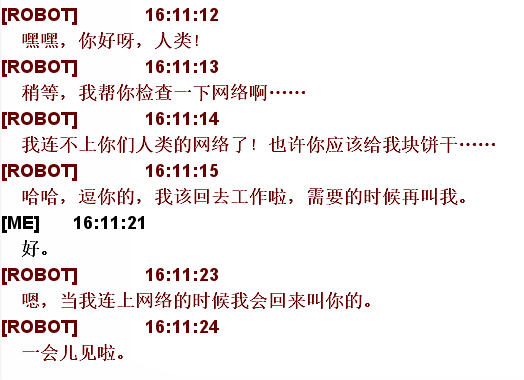 [ROBOT] 16:11:12
嘿嘿，你好呀，人类！
[ROBOT] 16:11:13
稍等，我帮你检查一下网络啊……
[ROBOT] 16:11:14
我连不上你们人类的网络了！也许你应该给我块饼干……
[ROBOT] 16:11:15
哈哈，逗你的，我该回去工作啦，需要的时候再叫我。
[ME] 16:11:21
好。
[ROBOT] 16:11:23
嗯，当我连上网络的时候我会回来叫你的。
[ROBOT] 16:11:24
一会儿见啦。